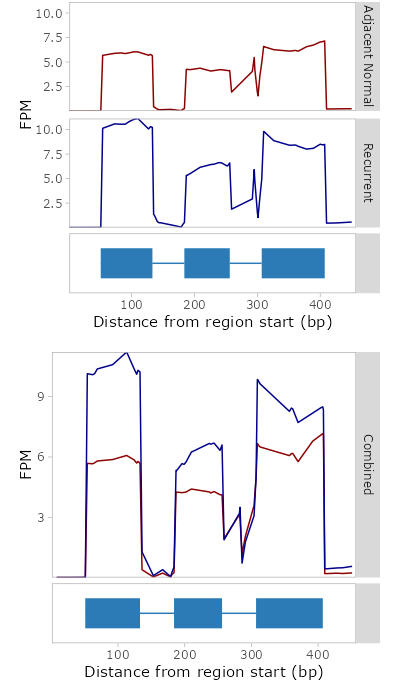 10.0
7.5
5.0
2.5
Adjacent Normal
FPM
10.0
7.5
5.0
2.5
Recurrent
100 200 300 400
Distance from region start (bp)
9
6
3
FPM
Combined
100 200 300 400
Distance from region start (bp)